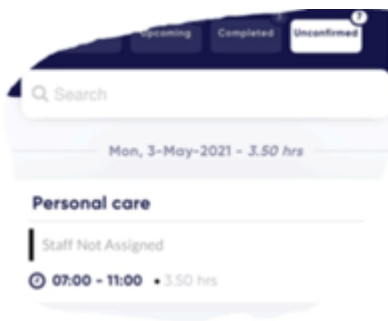 Upcoming Completed Unconfirmed
Search
Mon, 3-May-2021 - 3.50 hrs
Personal care
Staff Not Assigned
07:00 - 11:00 • 3.50 hrs